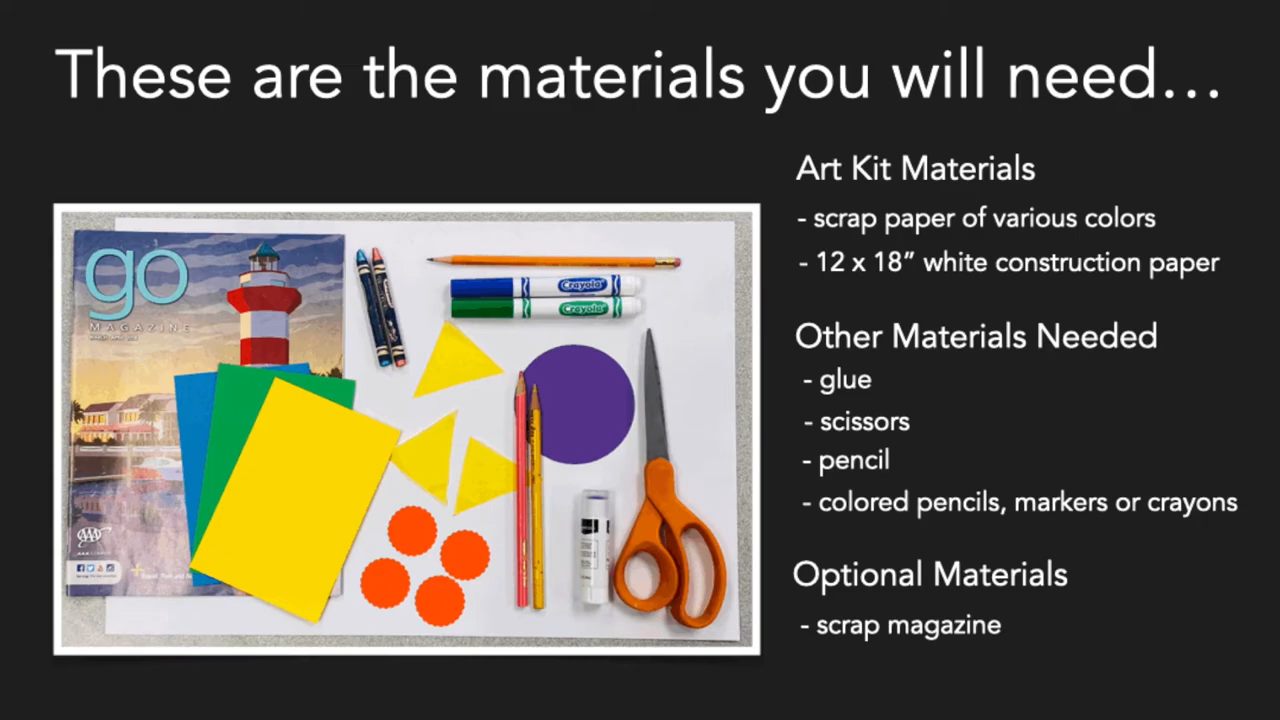 These are the materials you will need…
Art Kit Materials
- scrap paper of various colors
- 12 x 18” white construction paper
Other Materials Needed
- glue
- scissors
- pencil
- colored pencils, markers or crayons
Optional Materials
- scrap magazine
go
MAGAZINE
Crayola
Crayola
AAA